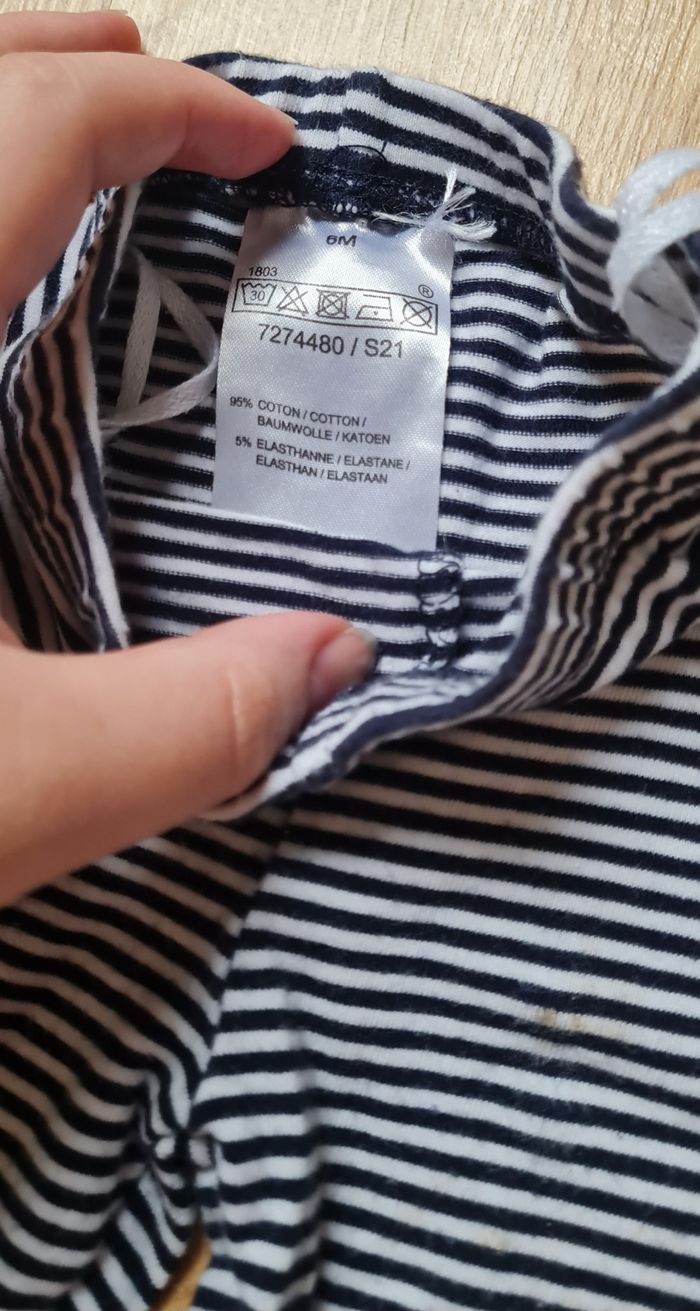 6M
1803
30
®
7274480 / S21
95% COTON / COTTON /
BAUMWOLLE / KATOEN
5% ELASTHANNE / ELASTANE /
ELASTHAN / ELASTAAN